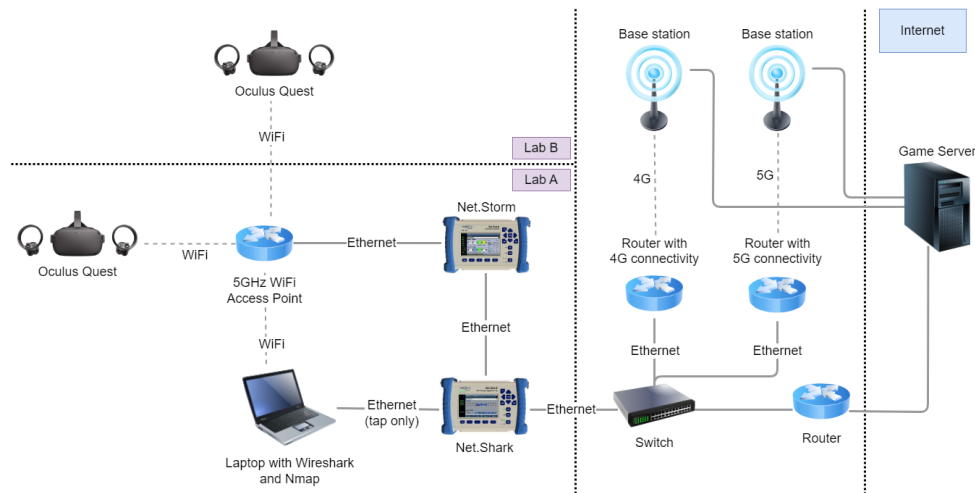 Base station
Base station
Internet
Oculus Quest
WiFi
Lab B
Lab A
4G
5G
Game Server
Net.Storm
Ethernet
WiFi
Oculus Quest
5GHz WiFi
Access Point
Router with
4G connectivity
Router with
5G connectivity
Ethernet
WiFi
Ethernet
Ethernet
Ethernet
(tap only)
Ethernet
Net.Shark
Switch
Router
Laptop with Wireshark
and Nmap